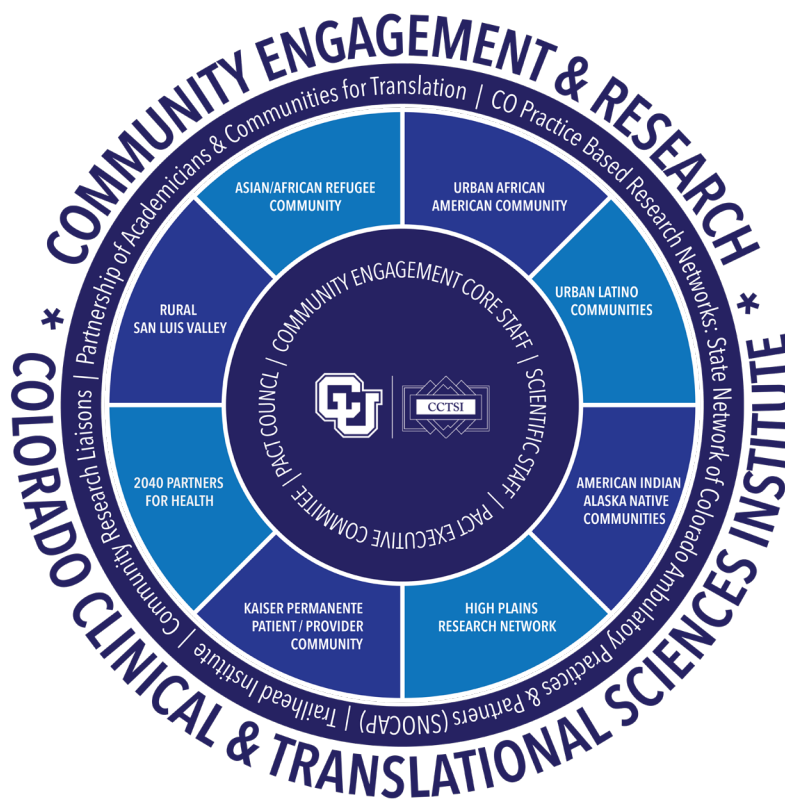 COMMUNITY ENGAGEMENT & RESEARCH
* COLORADO CLINICAL & TRANSLATIONAL SCIENCES INSTITUTE *
Partnership of Academicians & Communities for Translation | CO Practice Based Research Networks: State Network of Colorado Ambulatory Practices & Partners (SNOCAP) | Trailhead Institute | Community Research Liaisons |
ASIAN/AFRICAN REFUGEE
COMMUNITY
URBAN AFRICAN
AMERICAN COMMUNITY
URBAN LATINO
COMMUNITIES
AMERICAN INDIAN
ALASKA NATIVE
COMMUNITIES
HIGH PLAINS
RESEARCH NETWORK
KAISER PERMANENTE
PATIENT / PROVIDER
COMMUNITY
2040 PARTNERS
FOR HEALTH
RURAL
SAN LUIS VALLEY
COMMUNITY ENGAGEMENT CORE STAFF | SCIENTIFIC STAFF | PACT EXECUTIVE COMMITEE | PACT COUNCL |
CU
CCTSI